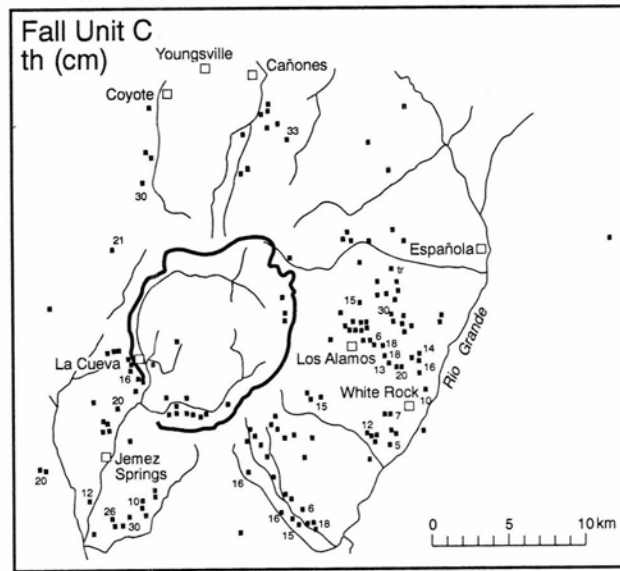 Fall Unit C
th (cm)
Youngsville
Cañones
Coyote
33
30
21
Española
tr
15
30
6
18
Los Alamos
18
14
13
20
16
La Cueva
16
White Rock
10
Rio Grande
20
15
7
12
5
Jemez
Springs
20
16
12
10
26
30
16
6
15
18
0 5 10 km